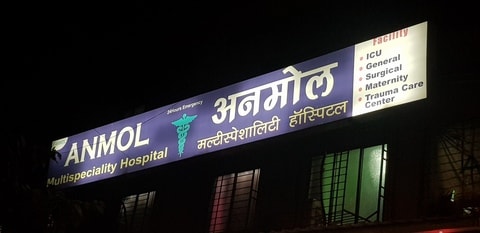 ANMOL
Multispeciality Hospital
24hours Emergency
अनमोल
मल्टीस्पेशालिटी हॉस्पिटल
Facility
• ICU
• General
• Surgical
• Maternity
• Trauma Care
Center